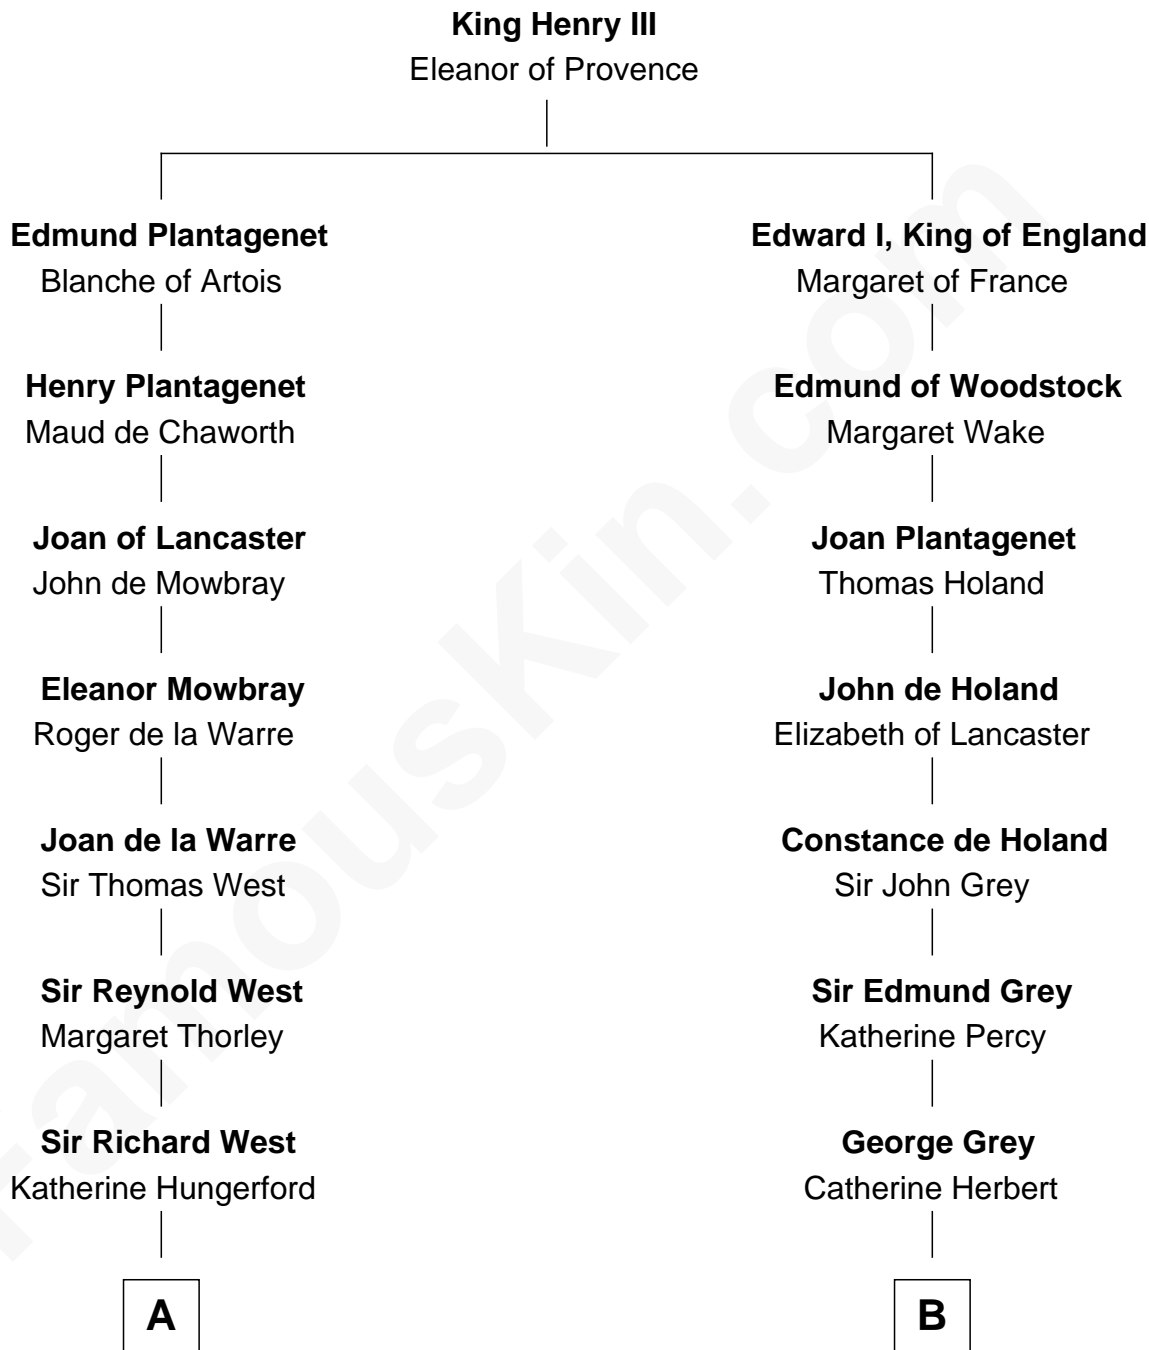 King Henry III
Eleanor of Provence
Edmund Plantagenet
Blanche of Artois
Edward I, King of England
Margaret of France
Henry Plantagenet
Maud de Chaworth
Edmund of Woodstock
Margaret Wake
Joan of Lancaster
John de Mowbray
Joan Plantagenet
Thomas Holand
Eleanor Mowbray
Roger de la Warre
John de Holand
Elizabeth of Lancaster
Joan de la Warre
Sir Thomas West
Constance de Holand
Sir John Grey
Sir Reynold West
Margaret Thorley
Sir Edmund Grey
Katherine Percy
Sir Richard West
Katherine Hungerford
George Grey
Catherine Herbert
A
B
FamousKin.com